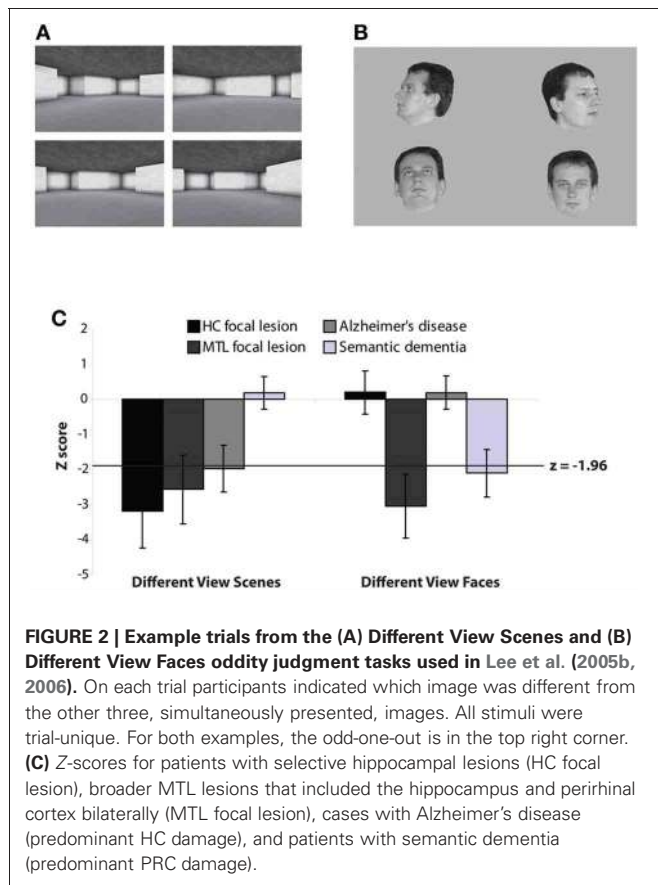 A
B
C
HC focal lesion
Alzheimer's disease
MTL focal lesion
Semantic dementia
2
1
0
-1
-2
-3
-4
-5
Z score
z = -1.96
Different View Scenes
Different View Faces
FIGURE 2 | Example trials from the (A) Different View Scenes and (B)
Different View Faces oddity judgment tasks used in Lee et al. (2005b,
2006). On each trial participants indicated which image was different from
the other three, simultaneously presented, images. All stimuli were
trial-unique. For both examples, the odd-one-out is in the top right corner.
(C) Z-scores for patients with selective hippocampal lesions (HC focal
lesion), broader MTL lesions that included the hippocampus and perirhinal
cortex bilaterally (MTL focal lesion), cases with Alzheimer's disease
(predominant HC damage), and patients with semantic dementia
(predominant PRC damage).